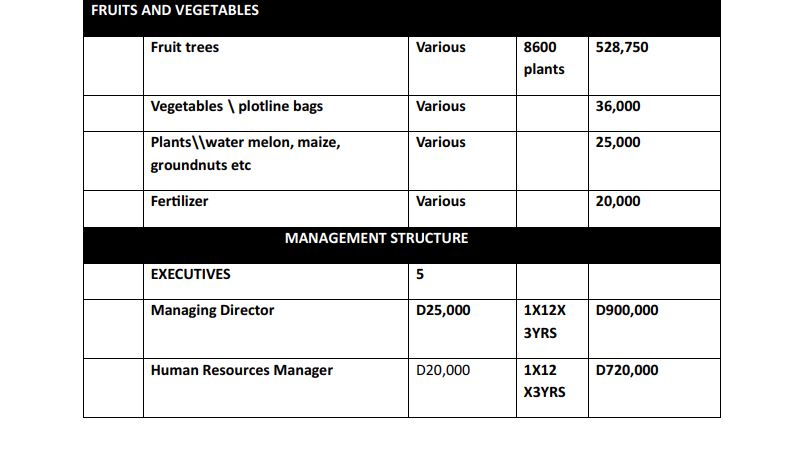 FRUITS AND VEGETABLES
Fruit trees Various 8600 528,750
plants
Vegetables \ plotline bags Various 36,000
Plants\\water melon, maize, Various 25,000
groundnuts etc
Fertilizer Various 20,000
MANAGEMENT STRUCTURE
EXECUTIVES 5
Managing Director D25,000 1X12X D900,000
3YRS
Human Resources Manager D20,000 1X12 D720,000
X3YRS